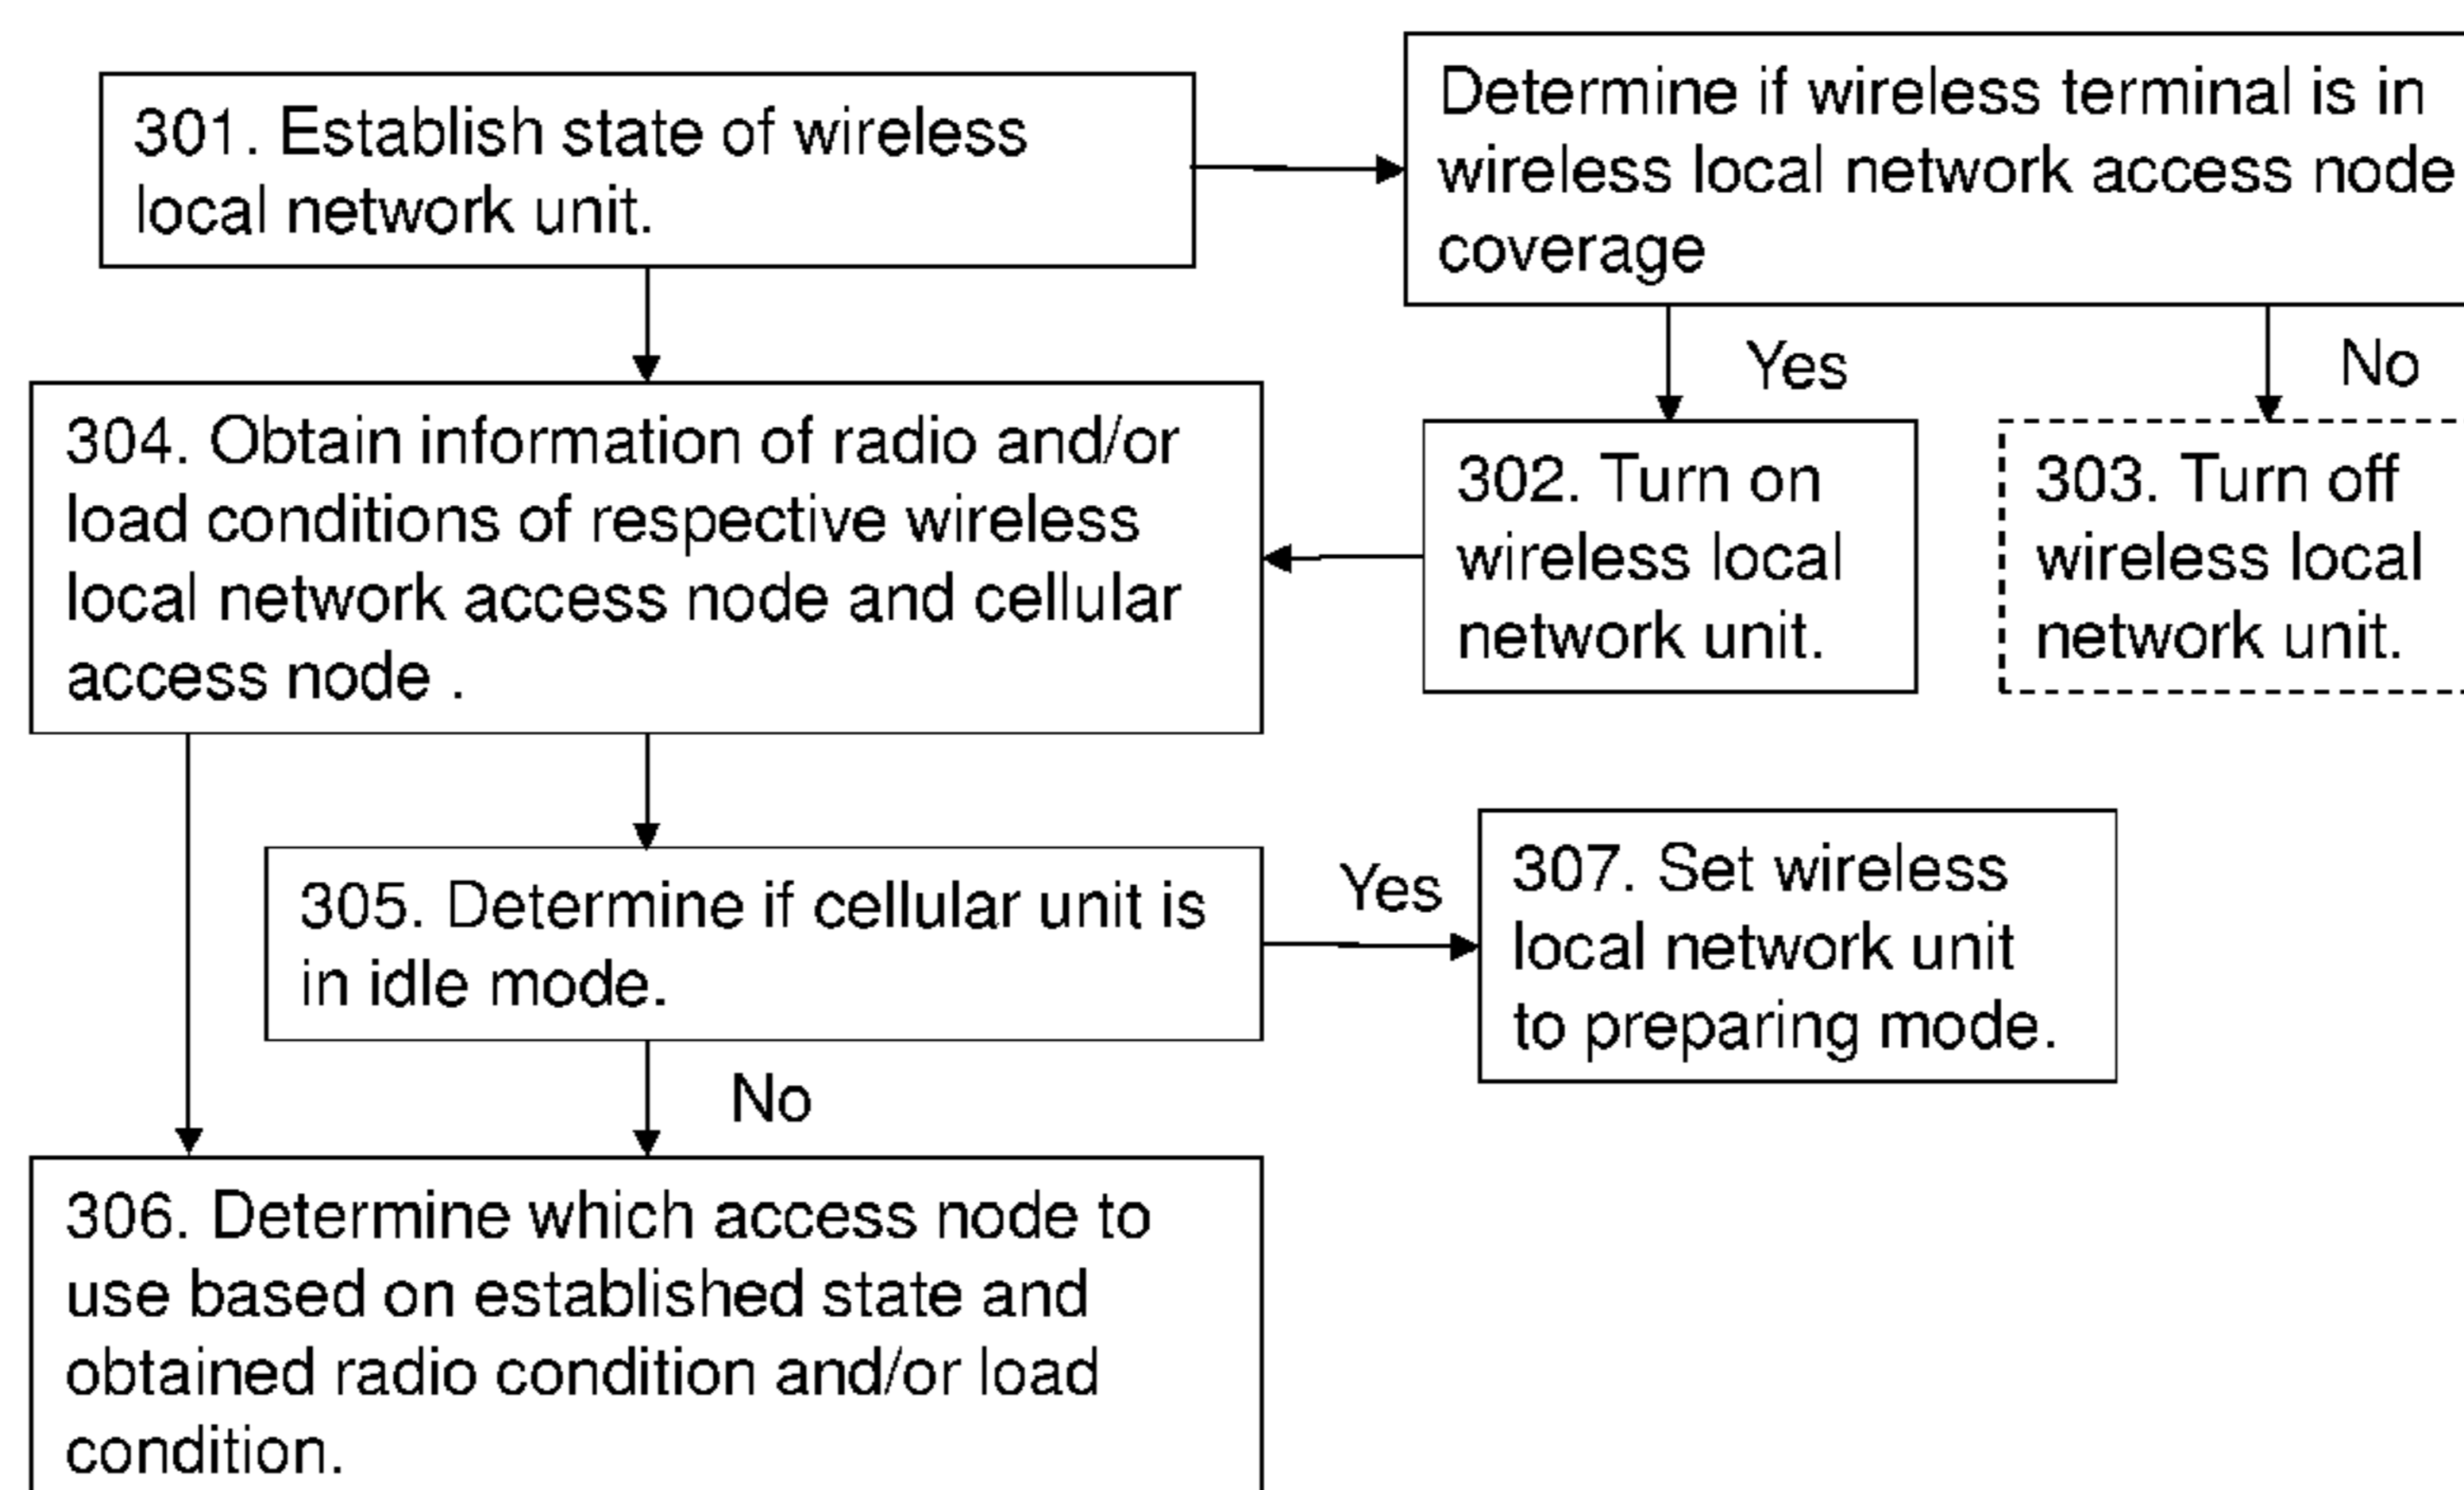 301. Establish state of wireless
local network unit.
Determine if wireless terminal is in
wireless local network access node
coverage
Yes
No
304. Obtain information of radio and/or
load conditions of respective wireless
local network access node and cellular
access node .
302. Turn on
wireless local
network unit.
303. Turn off
wireless local
network unit.
305. Determine if cellular unit is
in idle mode.
Yes
307. Set wireless
local network unit
to preparing mode.
No
306. Determine which access node to
use based on established state and
obtained radio condition and/or load
condition.